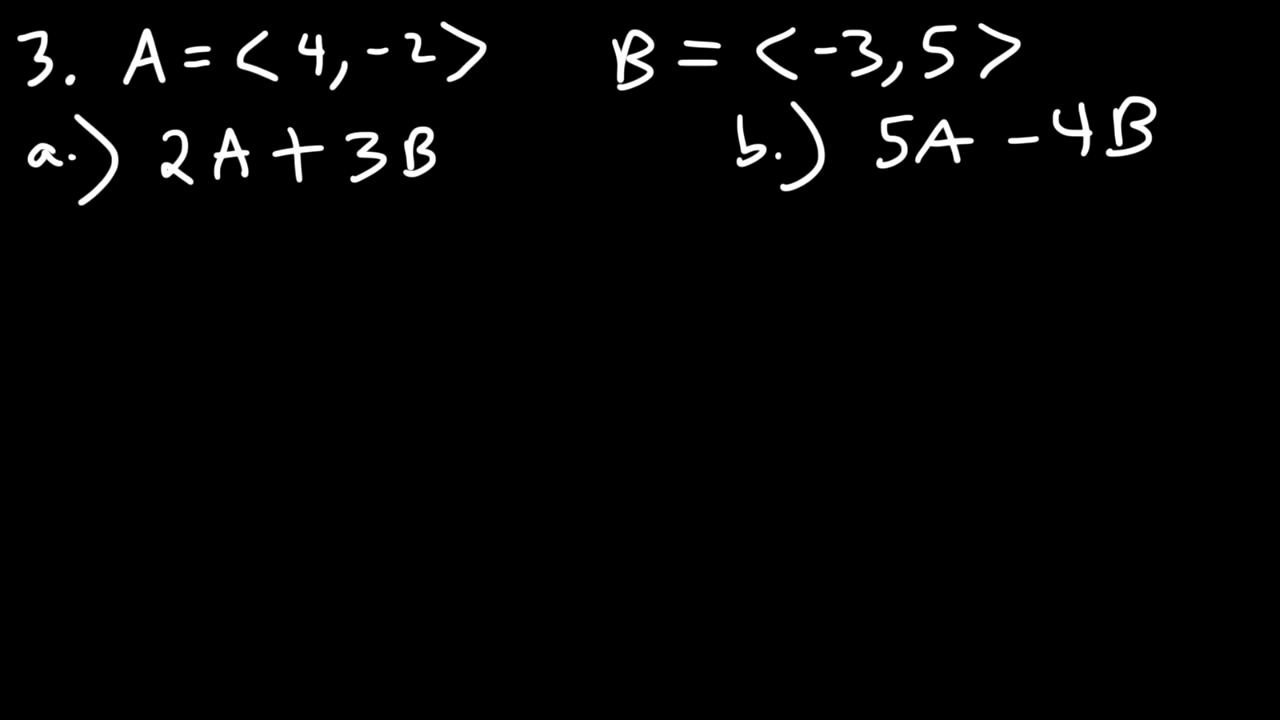 3. A = < 4, -2 > B = < -3, 5 >
a.) 2A + 3B b.) 5A - 4B